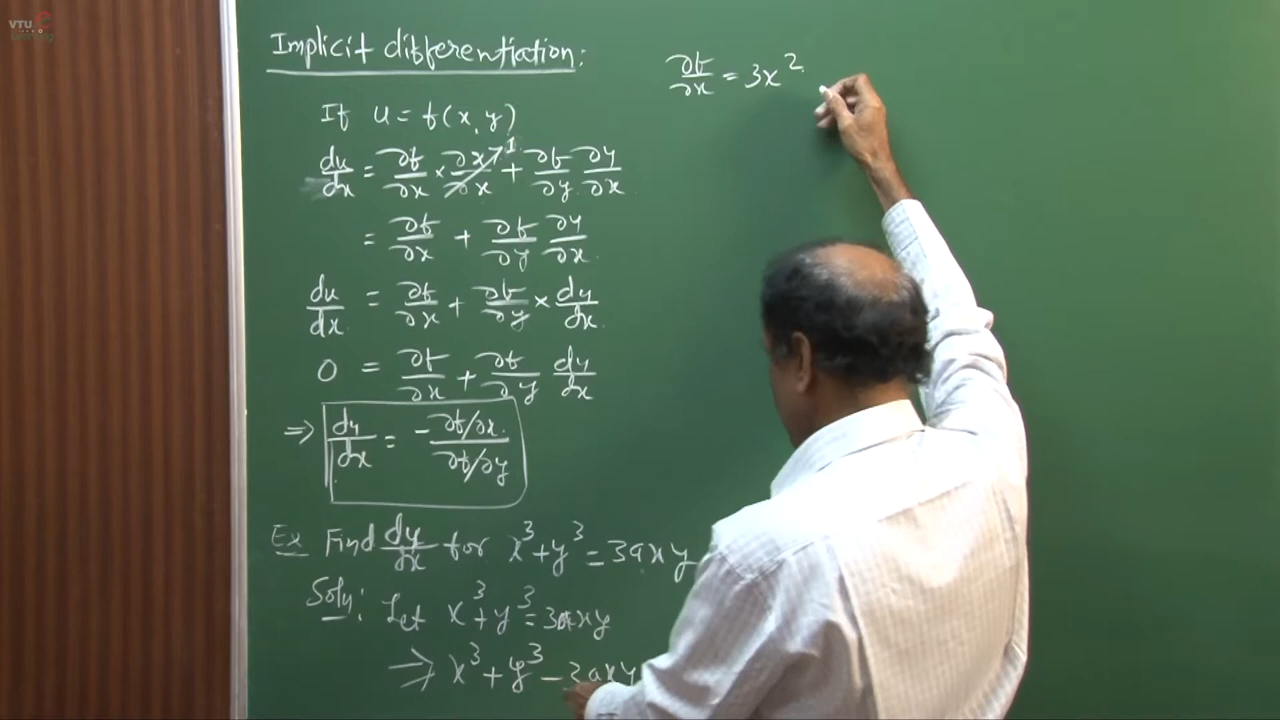 VTU
Implicit differentiation:
If u = f(x, y)
du/dx = ∂f/∂x × ∂x/∂x 1 + ∂f/∂y ∂y/∂x
= ∂f/∂x + ∂f/∂y ∂y/∂x
du/dx = ∂f/∂x + ∂f/∂y × dy/dx
0 = ∂f/∂x + ∂f/∂y dy/dx
⇒ dy/dx = - ∂f/∂x / ∂f/∂y
Ex Find dy/dx for x³+y³ = 3axy
Soln: Let x³+y³ = 3axy
⇒ x³ + y³ - 3axy
∂f/∂x = 3x²